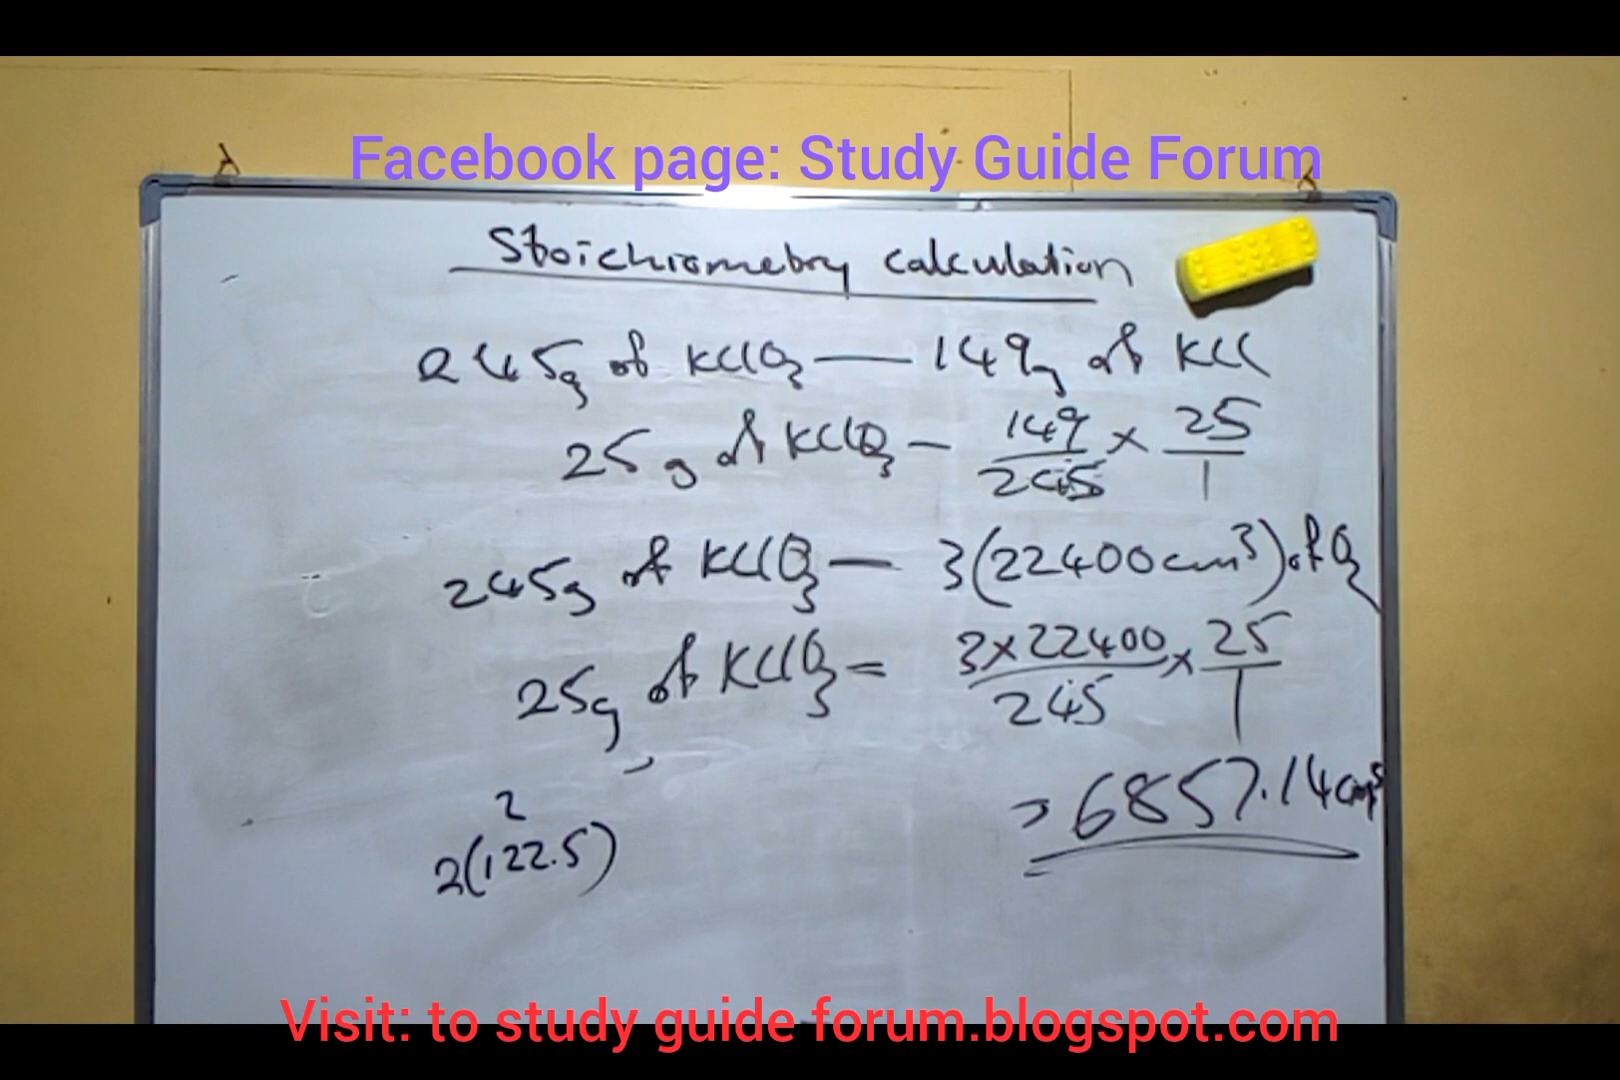 Facebook page: Study Guide Forum
Stoichiometry calculation
245g of KClO3 — 149g of KCl
25g of KClO3 — 149/245 × 25/1
245g of KClO3 — 3(22400cm³) of O2
25g of KClO3 = 3×22400/245 × 25/1
= 6857.14cm³
2
2(122.5)
Visit: to study guide forum.blogspot.com